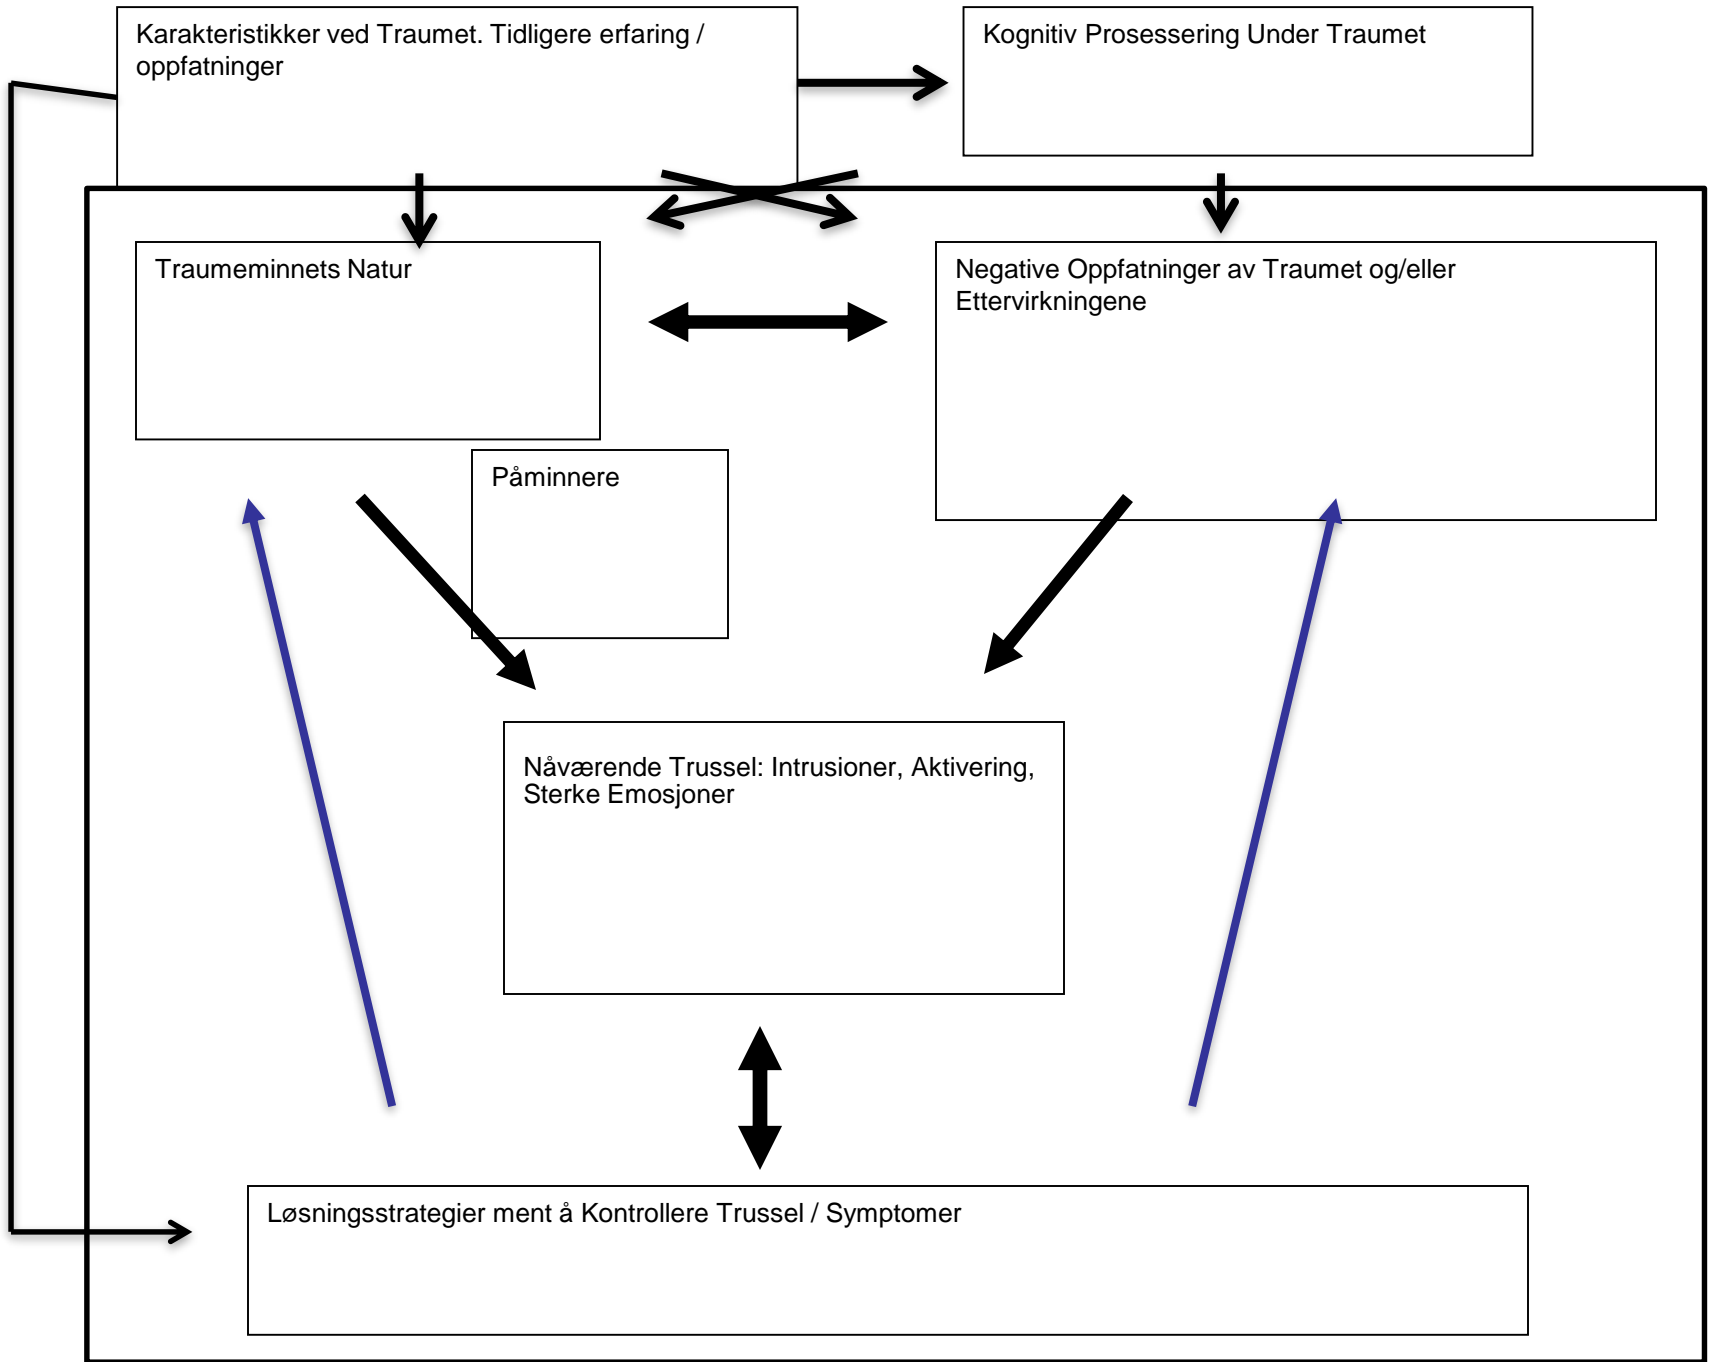 Karakteristikker ved Traumet. Tidligere erfaring /
oppfatninger
Kognitiv Prosessering Under Traumet
Traumeminnets Natur
Negative Oppfatninger av Traumet og/eller
Ettervirkningene
Påminnere
Nåværende Trussel: Intrusioner, Aktivering,
Sterke Emosjoner
Løsningsstrategier ment å Kontrollere Trussel / Symptomer